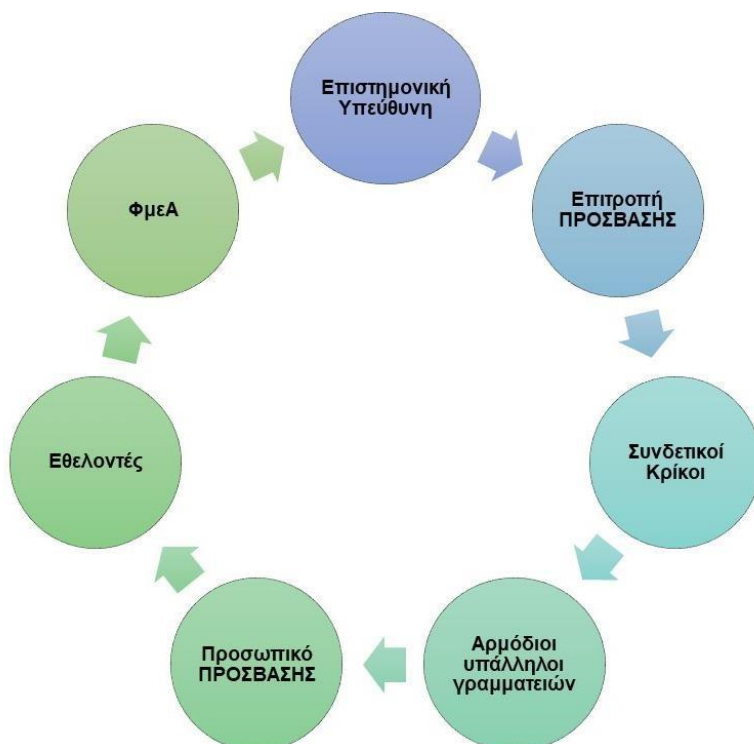 Επιστημονική
Υπεύθυνη
Επιτροπή
ΠΡΟΣΒΑΣΗΣ
Συνδετικοί
Κρίκοι
Αρμόδιοι
υπάλληλοι
γραμματειών
Προσωπικό
ΠΡΟΣΒΑΣΗΣ
Εθελοντές
ΦμεΑ